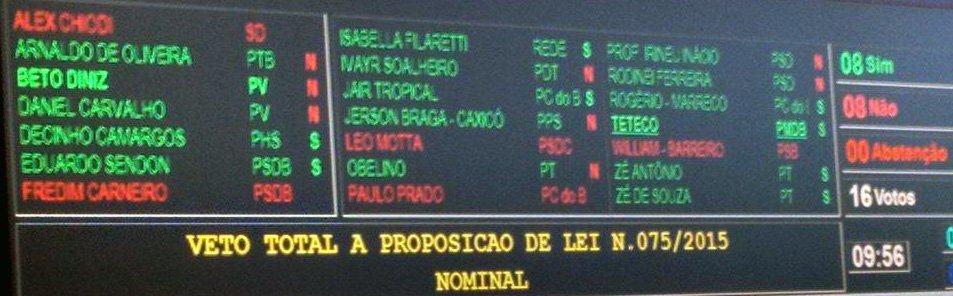 ALEX CHIODI SD
ARNALDO DE OLIVEIRA PTB N
BETO DINIZ PV N
DANIEL CARVALHO PV N
DECINHO CAMARGOS PHS S
EDUARDO SENDON PSDB S
FREDIM CARNEIRO PSDB
ISABELLA FILARETTI REDE S
IVAYR SOALHEIRO PDT N
JAIR TROPICAL PC do B S
JERSON BRAGA - CAXICÓ PPS N
LEO MOTTA PSDC
OBELINO PT N
PAULO PRADO PC do B
PROF IRINEU INÁCIO PSD N
RODINEI FERREIRA PSD N
ROGÉRIO - MARRECO PC do S
TETECO PMDB S
WILLIAM - BARREIRO PSB
ZÉ ANTÔNIO PT S
ZÉ DE SOUZA PT S
08 Sim
08 Não
00 Abstenção
16 Votos
09:56
VETO TOTAL A PROPOSICAO DE LEI N.075/2015
NOMINAL